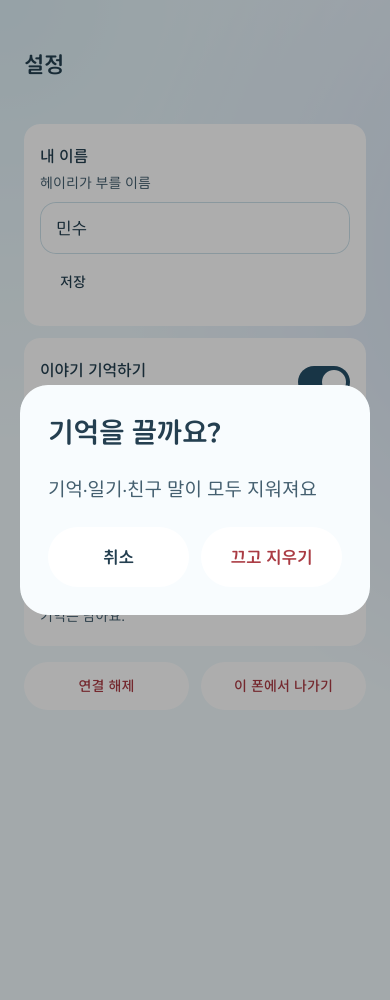 설정
내 이름
헤이리가 부를 이름
민수
저장
이야기 기억하기
기억을 끌까요?
기억·일기·친구 말이 모두 지워져요
취소
끄고 지우기
연결 해제
이 폰에서 나가기